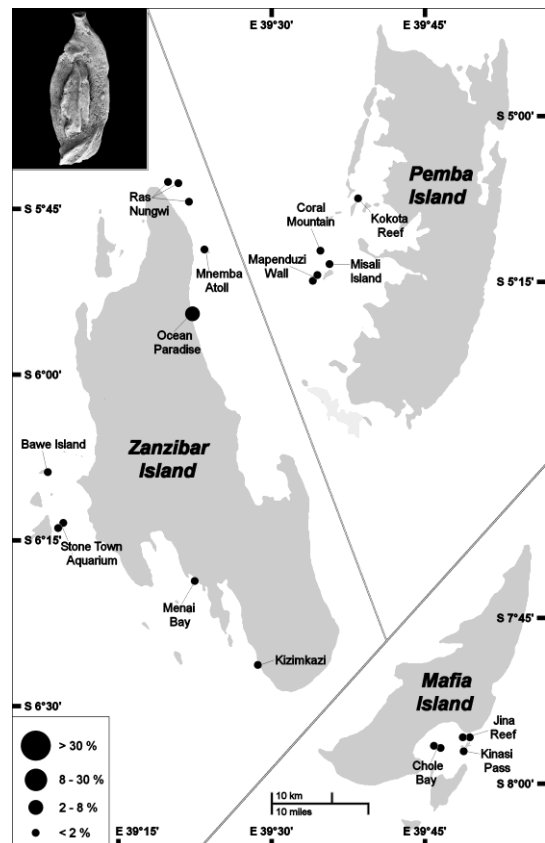 E 39°30'
E 39°45'
S 5°00'
Pemba
Island
Ras
Nungwi
S 5°45'
Coral
Mountain
Kokota
Reef
Mnemba
Atoll
Mapenduzi
Wall
Misali
Island
S 5°15'
Ocean
Paradise
S 6°00'
Bawe Island
Zanzibar
Island
S 6°15'
Stone Town
Aquarium
Menai
Bay
S 7°45'
Kizimkazi
Mafia
Island
S 6°30'
Jina
Reef
Kinasi
Pass
Chole
Bay
S 8°00'
> 30 %
8 - 30 %
2 - 8 %
< 2 %
10 km
10 miles
E 39°15'
E 39°30'
E 39°45'